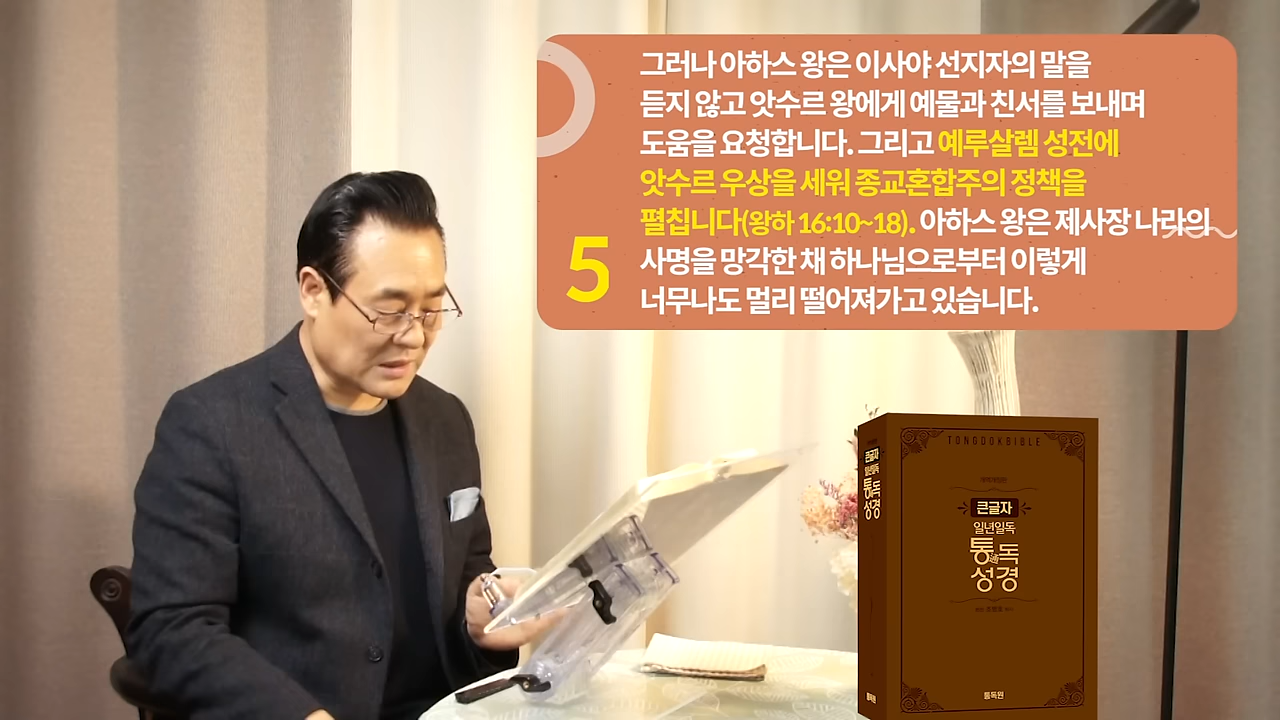 그러나 아하스 왕은 이사야 선지자의 말을
듣지 않고 앗수르 왕에게 예물과 친서를 보내며
도움을 요청합니다. 그리고 예루살렘 성전에
앗수르 우상을 세워 종교혼합주의 정책을
펼칩니다(왕하 16:10~18). 아하스 왕은 제사장 나라의
사명을 망각한 채 하나님으로부터 이렇게
너무나도 멀리 떨어져가고 있습니다.
5
TONGDOKBIBLE
큰글자
일년일독
통독
성경
통독원
큰글자
일년일독
통독
성경
통독원